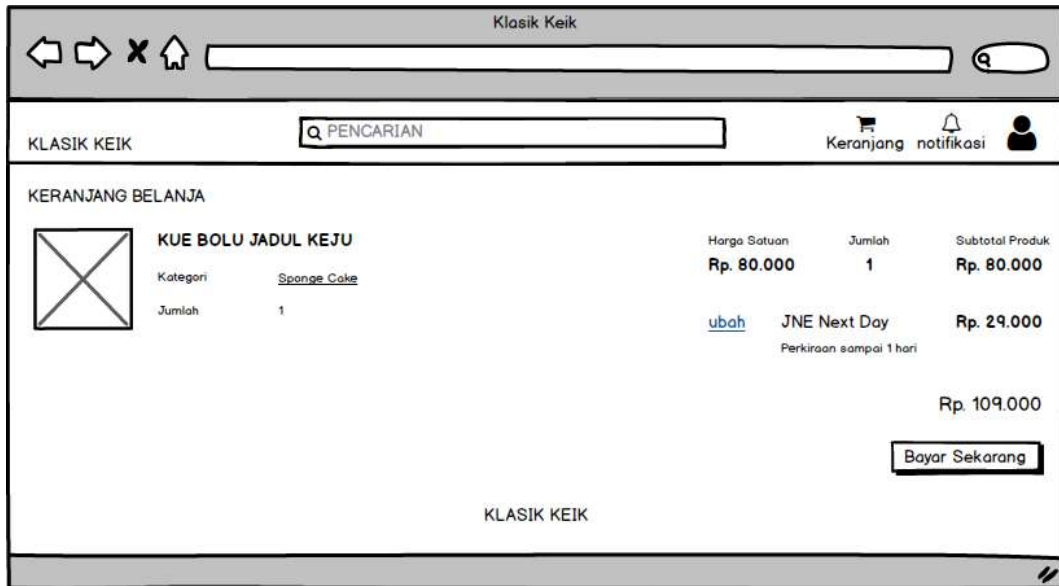 Klasik Keik
KLASIK KEIK
PENCARIAN
Keranjang notifikasi
KERANJANG BELANJA
KUE BOLU JADUL KEJU
Kategori Sponge Cake
Jumlah 1
Harga Satuan Jumlah Subtotal Produk
Rp. 80.000 1 Rp. 80.000
ubah JNE Next Day Rp. 29.000
Perkiraan sampai 1 hari
Rp. 109.000
Bayar Sekarang
KLASIK KEIK